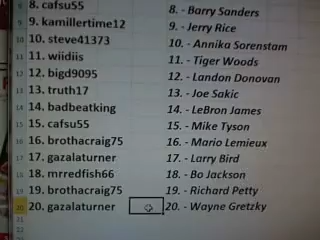 8. cafsu55 8. - Barry Sanders
9. kamillertime12 9. - Jerry Rice
10. steve41373 10. - Annika Sorenstam
11. wiidiis 11. - Tiger Woods
12. bigd9095 12. - Landon Donovan
13. truth17 13. - Joe Sakic
14. badbeatking 14. - LeBron James
15. cafsu55 15. - Mike Tyson
16. brothacraig75 16. - Mario Lemieux
17. gazalaturner 17. - Larry Bird
18. mrredfish66 18. - Bo Jackson
19. brothacraig75 19. - Richard Petty
20 20. gazalaturner 20. - Wayne Gretzky